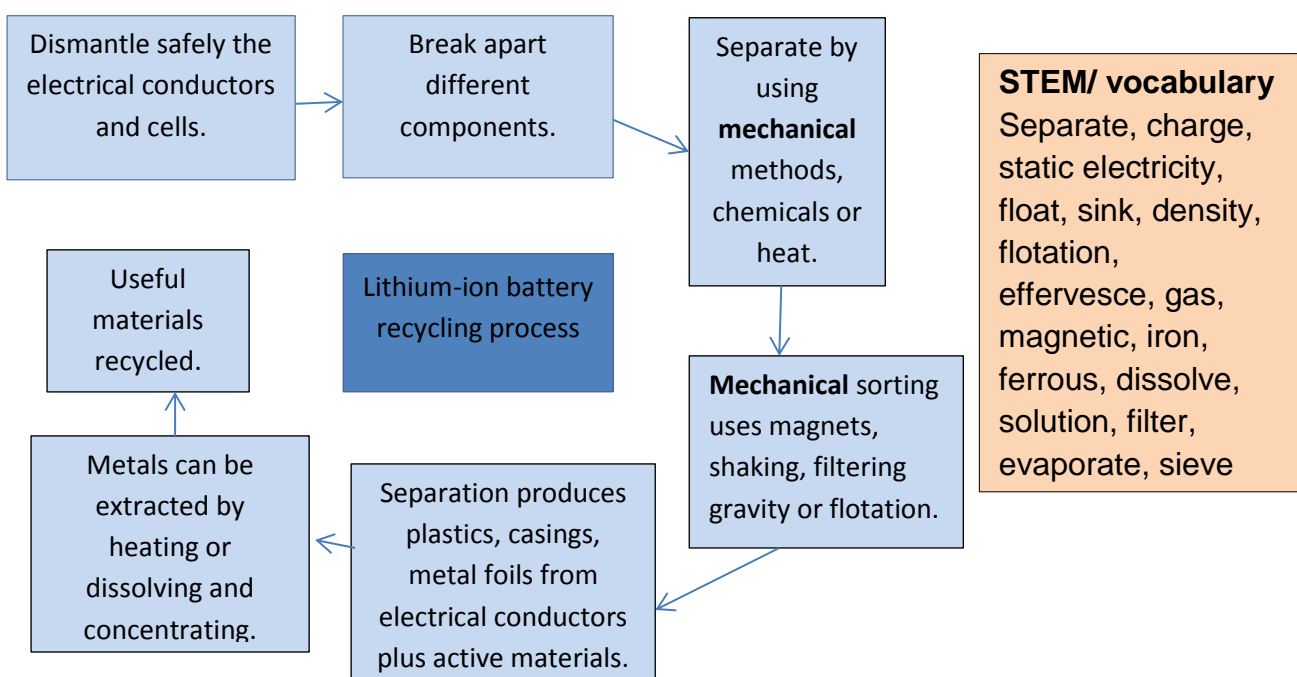 Dismantle safely the
electrical conductors
and cells.
Break apart
different
components.
Separate by
using
mechanical
methods,
chemicals or
heat.
Mechanical sorting
uses magnets,
shaking, filtering
gravity or flotation.
Separation produces
plastics, casings,
metal foils from
electrical conductors
plus active materials.
Metals can be
extracted by
heating or
dissolving and
concentrating.
Useful
materials
recycled.
Lithium-ion battery
recycling process
STEM/ vocabulary
Separate, charge,
static electricity,
float, sink, density,
flotation,
effervesce, gas,
magnetic, iron,
ferrous, dissolve,
solution, filter,
evaporate, sieve